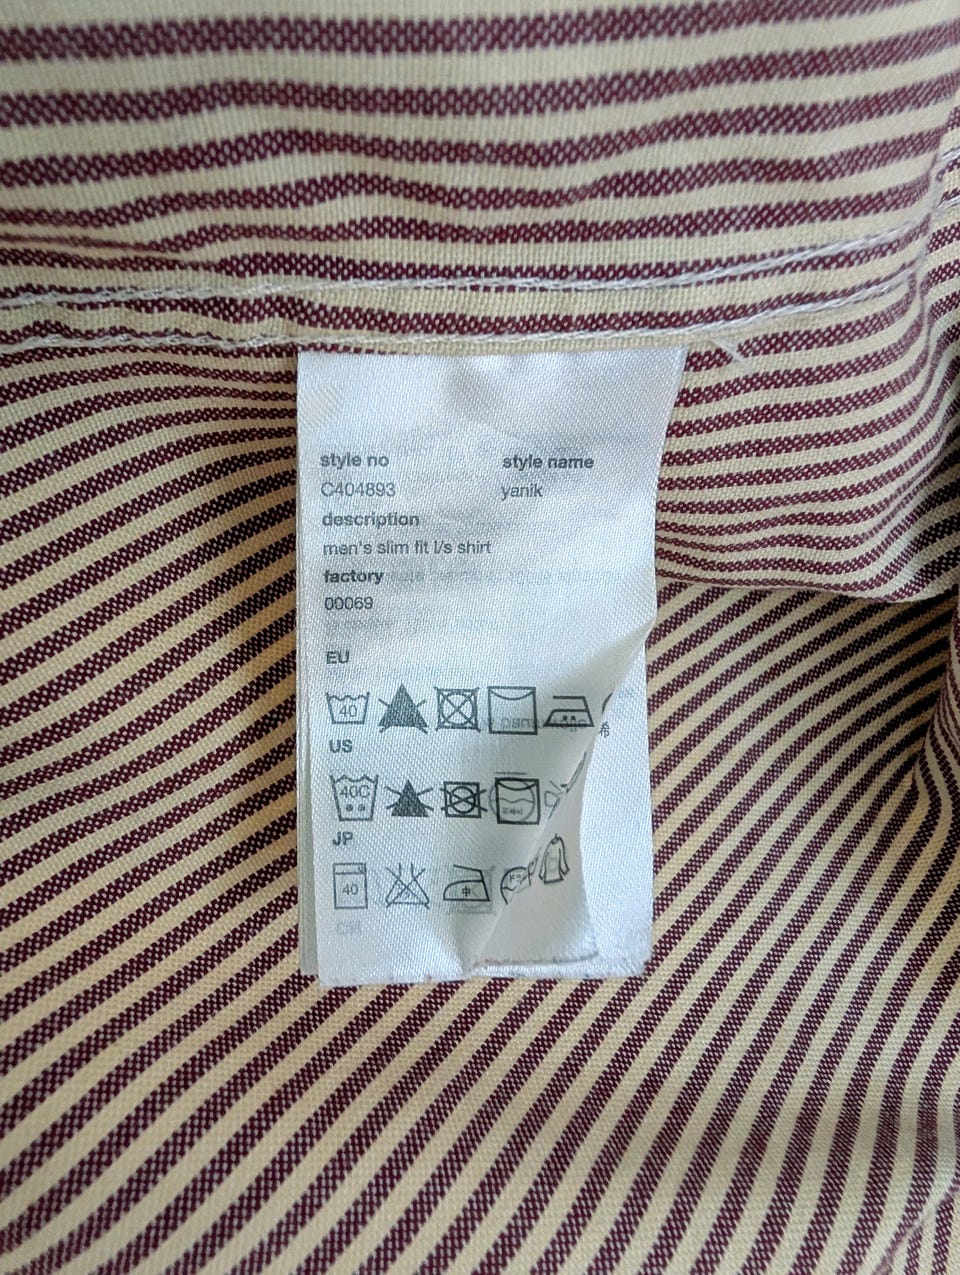 style no style name
C404893 yanik
description
men's slim fit l/s shirt
factory
00069
EU
40
US
40C
JP
40
中